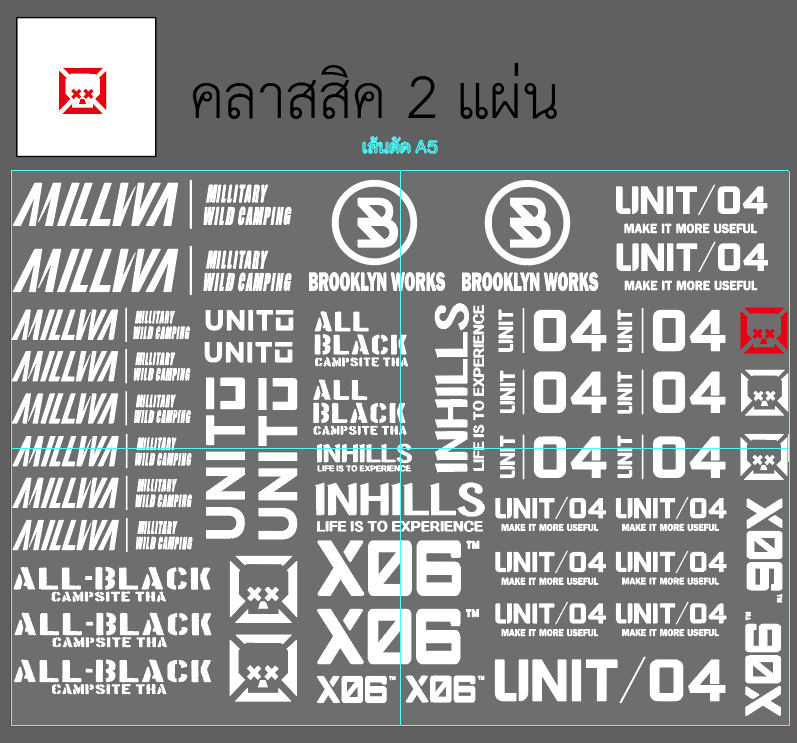 คลาสสิค 2 แผ่น
เส้นตัด A5
MILLWA
MILLITARY
WILD CAMPING
MILLWA
MILLITARY
WILD CAMPING
BROOKLYN WORKS
BROOKLYN WORKS
UNIT/04
MAKE IT MORE USEFUL
UNIT/04
MAKE IT MORE USEFUL
MILLWA
MILLITARY
WILD CAMPING
MILLWA
MILLITARY
WILD CAMPING
MILLWA
MILLITARY
WILD CAMPING
MILLWA
MILLITARY
WILD CAMPING
MILLWA
MILLITARY
WILD CAMPING
MILLWA
MILLITARY
WILD CAMPING
ALL
BLACK
CAMPSITE THA
ALL
BLACK
CAMPSITE THA
INHILLS
LIFE IS TO EXPERIENCE
INHILLS
LIFE IS TO EXPERIENCE
INHILLS
LIFE IS TO EXPERIENCE
UNIT 04
UNIT 04
UNIT 04
UNIT 04
UNIT 04
UNIT 04
UNIT/04
MAKE IT MORE USEFUL
UNIT/04
MAKE IT MORE USEFUL
UNIT/04
MAKE IT MORE USEFUL
UNIT/04
MAKE IT MORE USEFUL
UNIT/04
MAKE IT MORE USEFUL
UNIT/04
MAKE IT MORE USEFUL
ALL-BLACK
CAMPSITE THA
ALL-BLACK
CAMPSITE THA
ALL-BLACK
CAMPSITE THA
X06™
X06™
X06™ X06™
UNIT/04
X06™
X06™